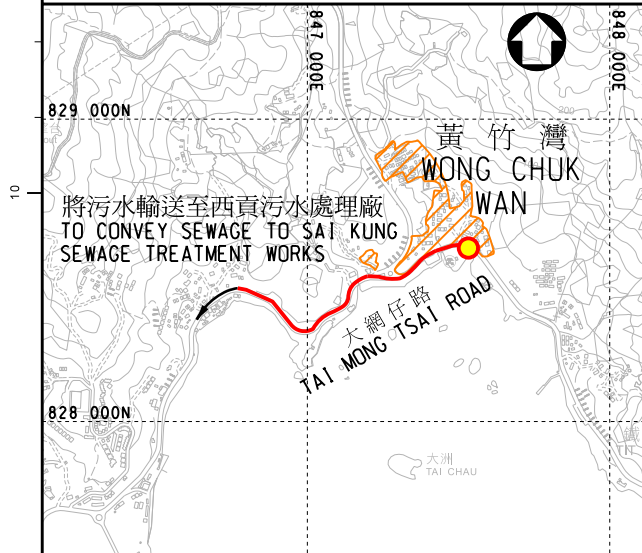 847 000E
848 000E
829 000N
黃竹灣
WONG CHUK
WAN
10
將污水輸送至西貢污水處理廠
TO CONVEY SEWAGE TO SAI KUNG
SEWAGE TREATMENT WORKS
大網仔路
TAI MONG TSAI ROAD
828 000N
大洲
TAI CHAU